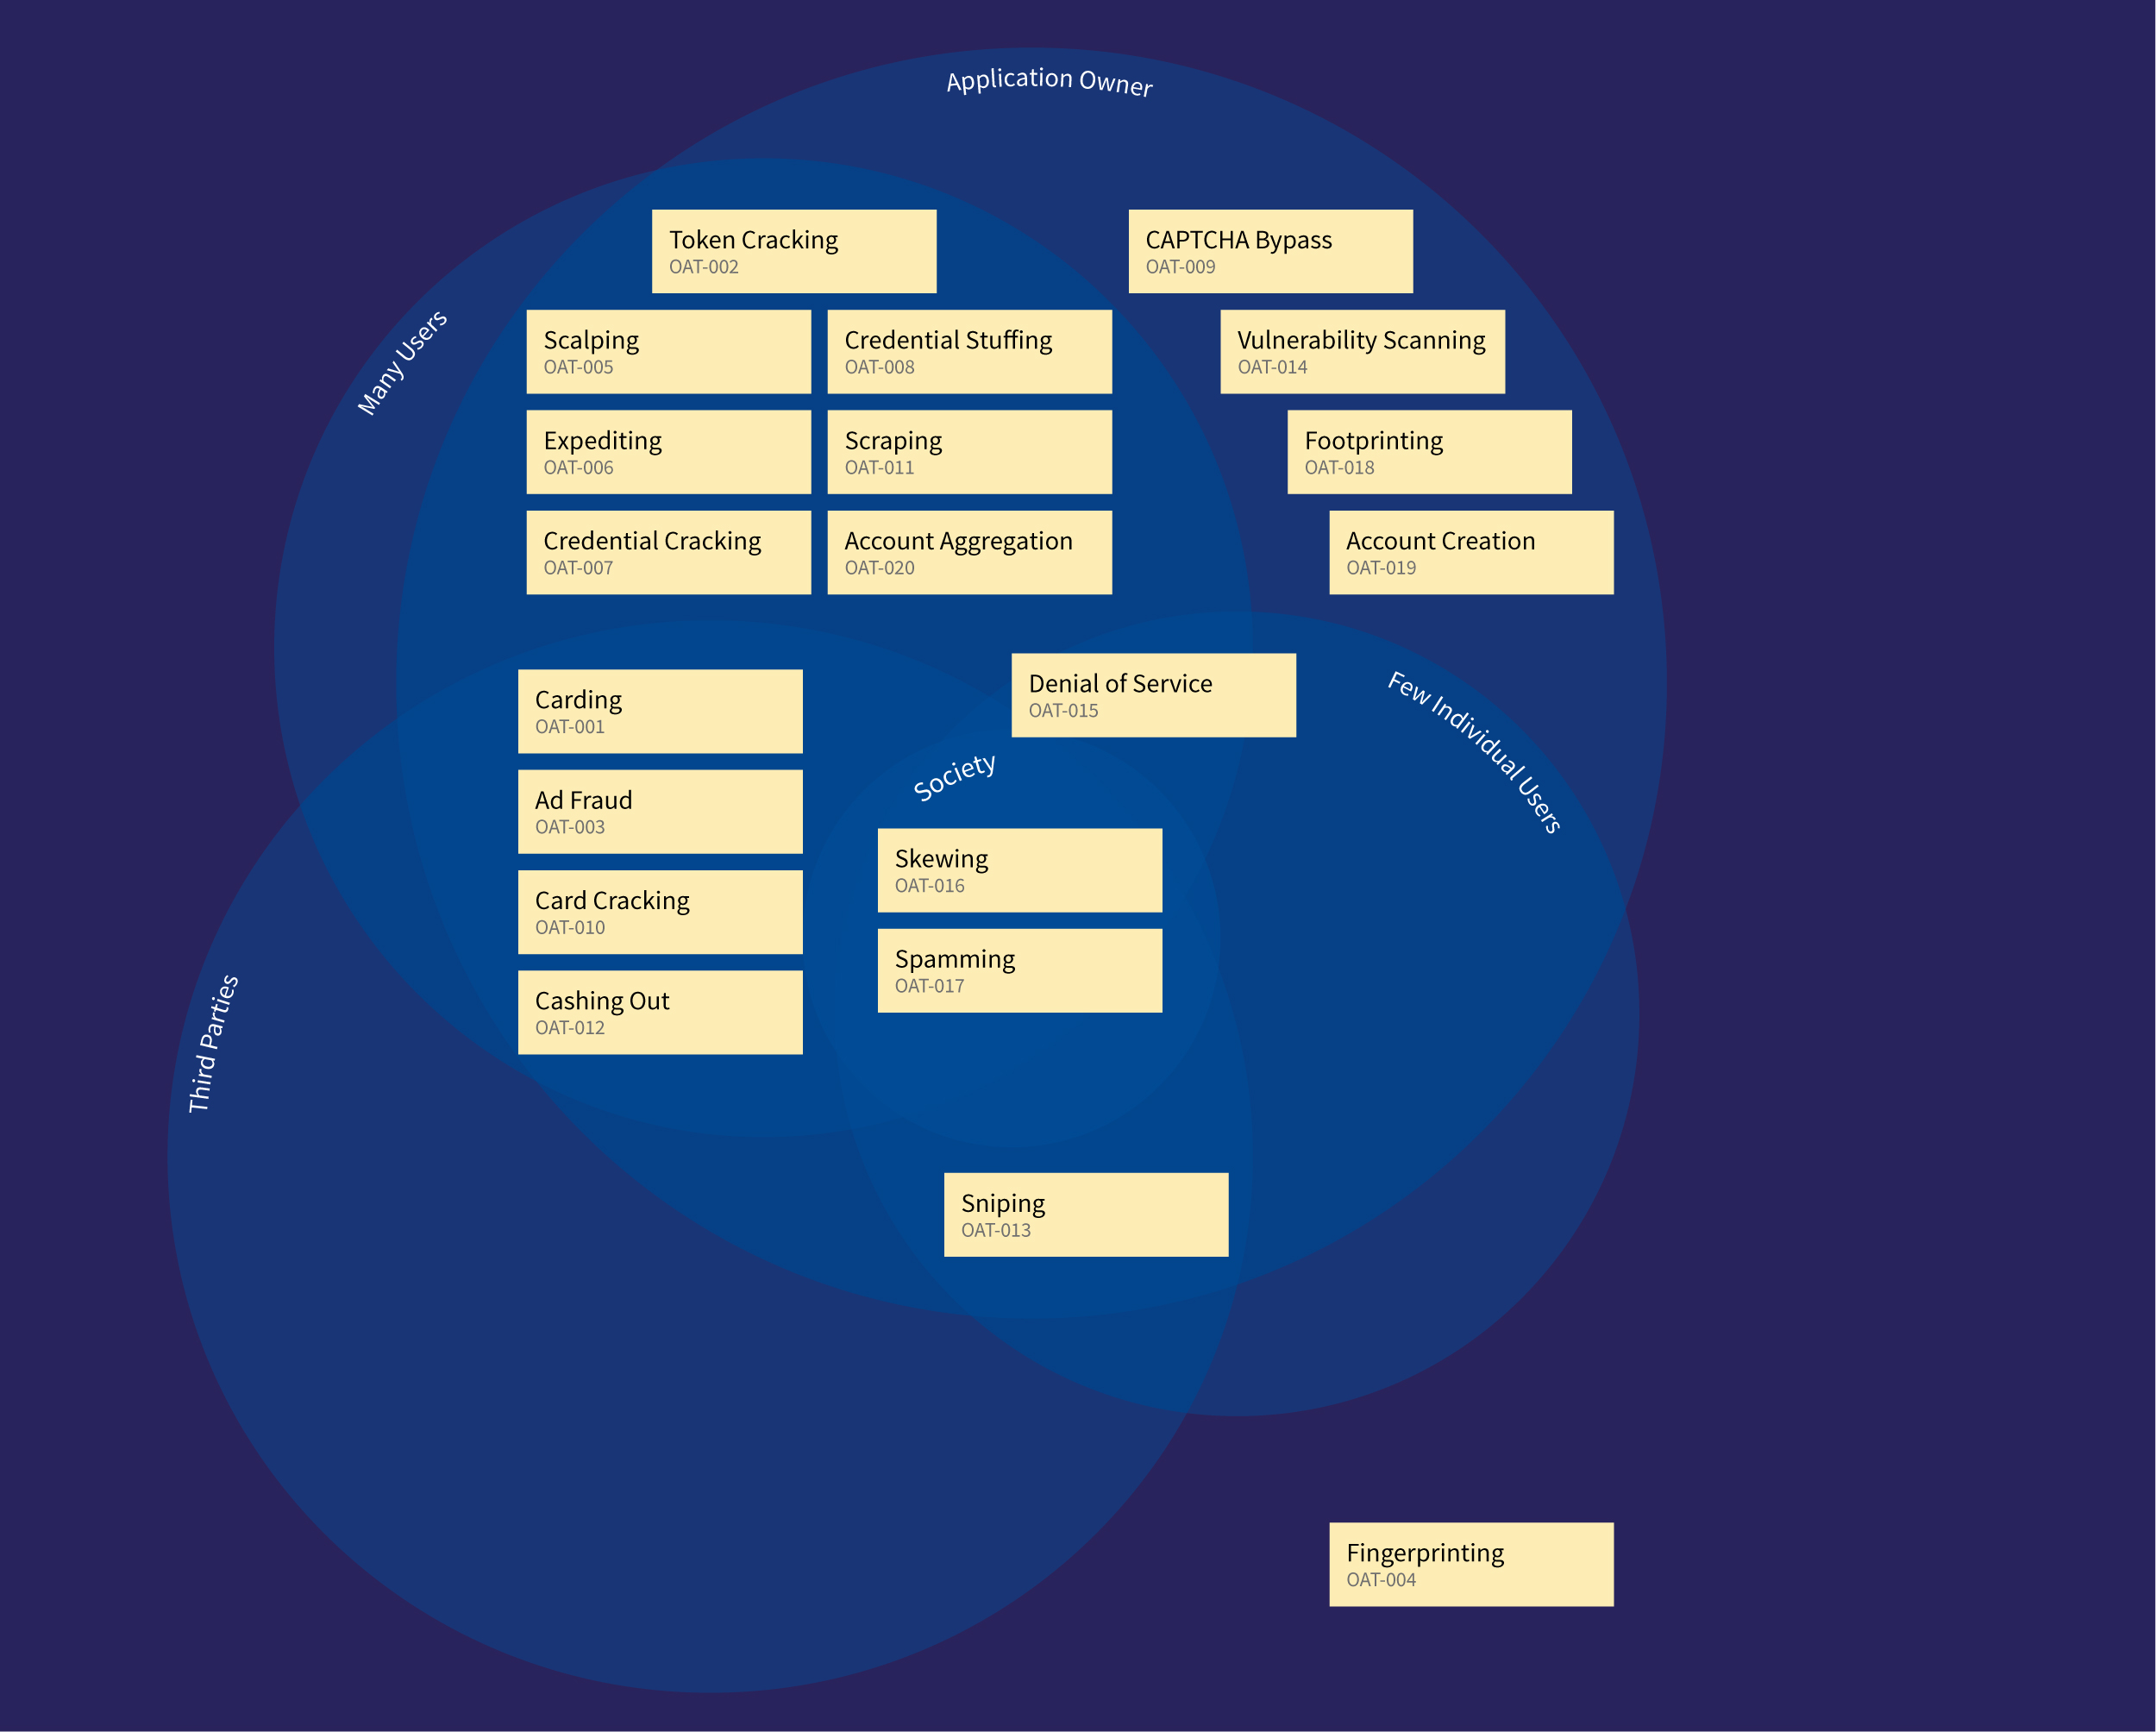 Application Owner
Many Users
Token Cracking
OAT-002
CAPTCHA Bypass
OAT-009
Scalping
OAT-005
Credential Stuffing
OAT-008
Vulnerability Scanning
OAT-014
Expediting
OAT-006
Scraping
OAT-011
Footprinting
OAT-018
Credential Cracking
OAT-007
Account Aggregation
OAT-020
Account Creation
OAT-019
Carding
OAT-001
Denial of Service
OAT-015
Few Individual Users
Society
Ad Fraud
OAT-003
Skewing
OAT-016
Card Cracking
OAT-010
Spamming
OAT-017
Cashing Out
OAT-012
Third Parties
Sniping
OAT-013
Fingerprinting
OAT-004